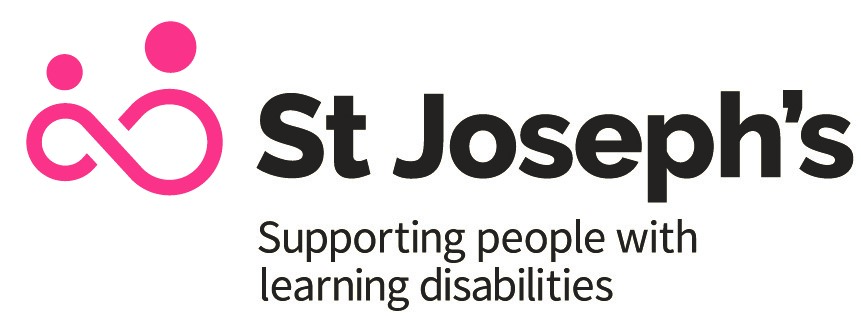 St Joseph’s
Supporting people with
learning disabilities